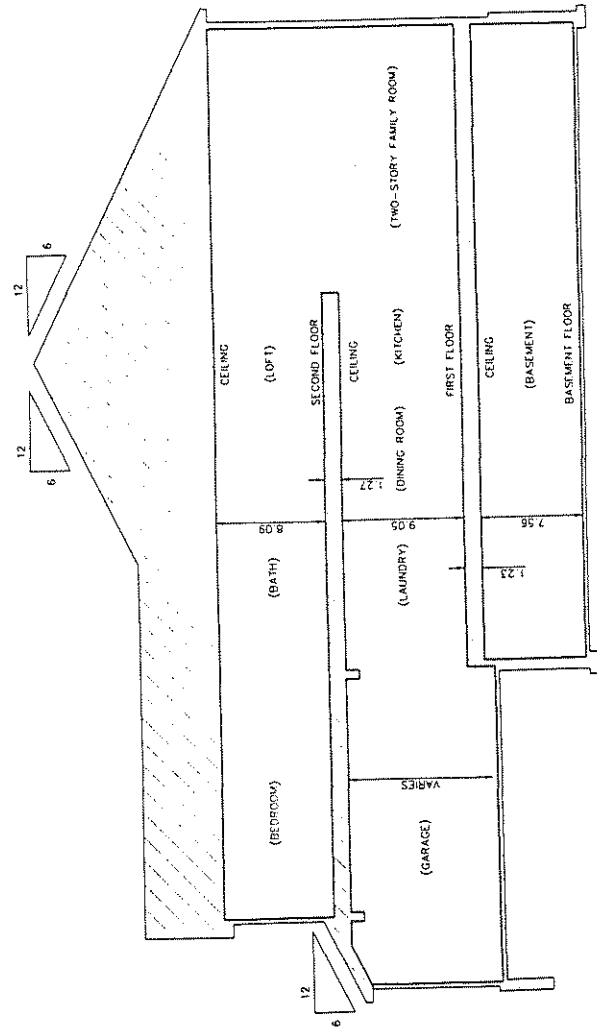 12
6
12
6
CEILING
(LOFT)
SECOND FLOOR
CEILING
(KITCHEN)
(TWO-STORY FAMILY ROOM)
FIRST FLOOR
CEILING
(BASEMENT)
BASEMENT FLOOR
1.27
(DINING ROOM)
8.09
9.05
7.56
1.23
(BATH)
(LAUNDRY)
(BEDROOM)
VARIES
(GARAGE)
12
6